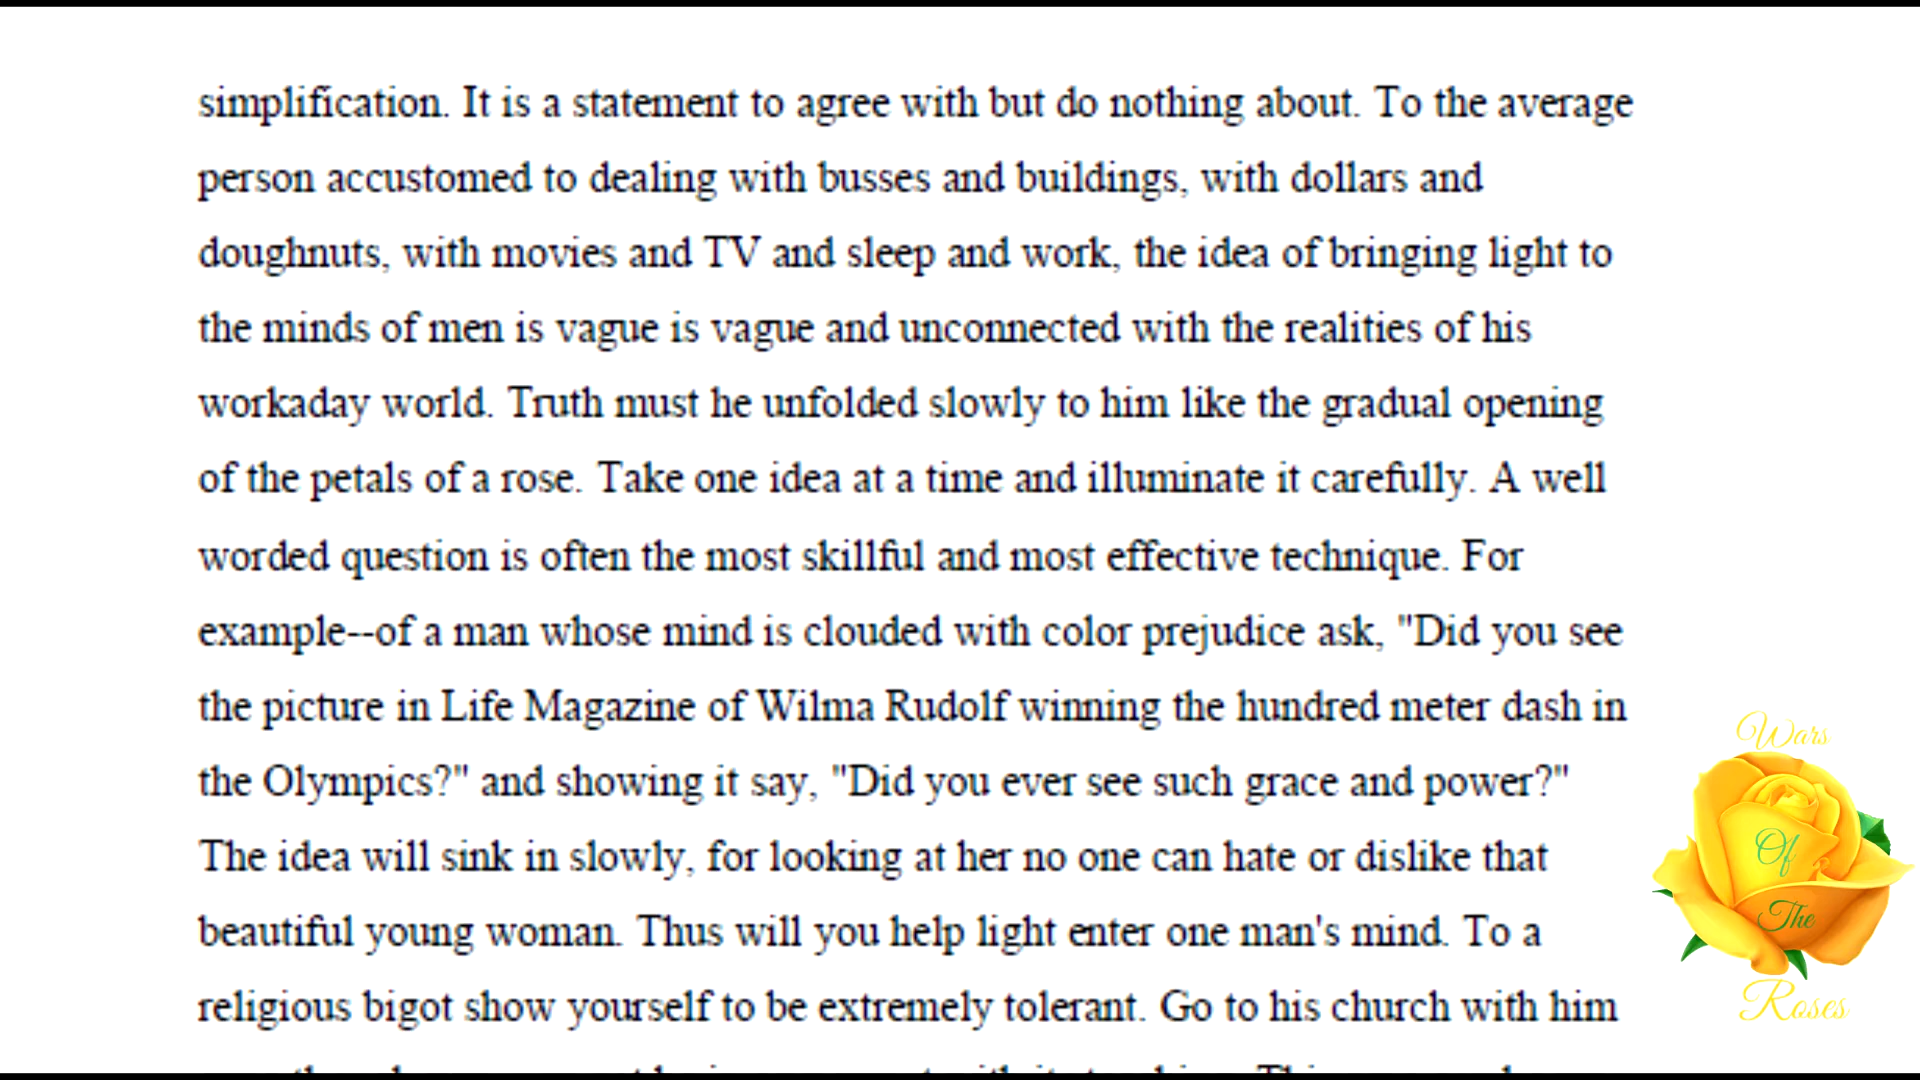 simplification. It is a statement to agree with but do nothing about. To the average
person accustomed to dealing with busses and buildings, with dollars and
doughnuts, with movies and TV and sleep and work, the idea of bringing light to
the minds of men is vague is vague and unconnected with the realities of his
workaday world. Truth must he unfolded slowly to him like the gradual opening
of the petals of a rose. Take one idea at a time and illuminate it carefully. A well
worded question is often the most skillful and most effective technique. For
example--of a man whose mind is clouded with color prejudice ask, "Did you see
the picture in Life Magazine of Wilma Rudolf winning the hundred meter dash in
the Olympics?" and showing it say, "Did you ever see such grace and power?"
The idea will sink in slowly, for looking at her no one can hate or dislike that
beautiful young woman. Thus will you help light enter one man's mind. To a
religious bigot show yourself to be extremely tolerant. Go to his church with him
Wars
Of
The
Roses